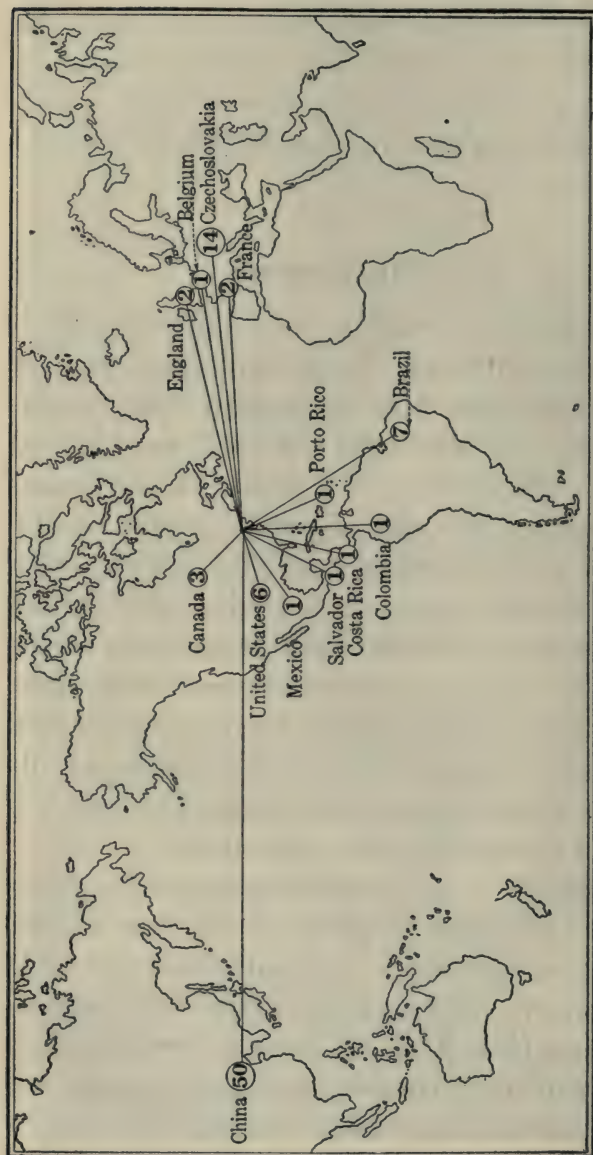 China 50
Canada 3
United States 6
Mexico 1
Salvador 1
Costa Rica 1
Colombia 1
Porto Rico 1
Brazil 7
England 2
Belgium 1
Czechoslovakia 14
France 2